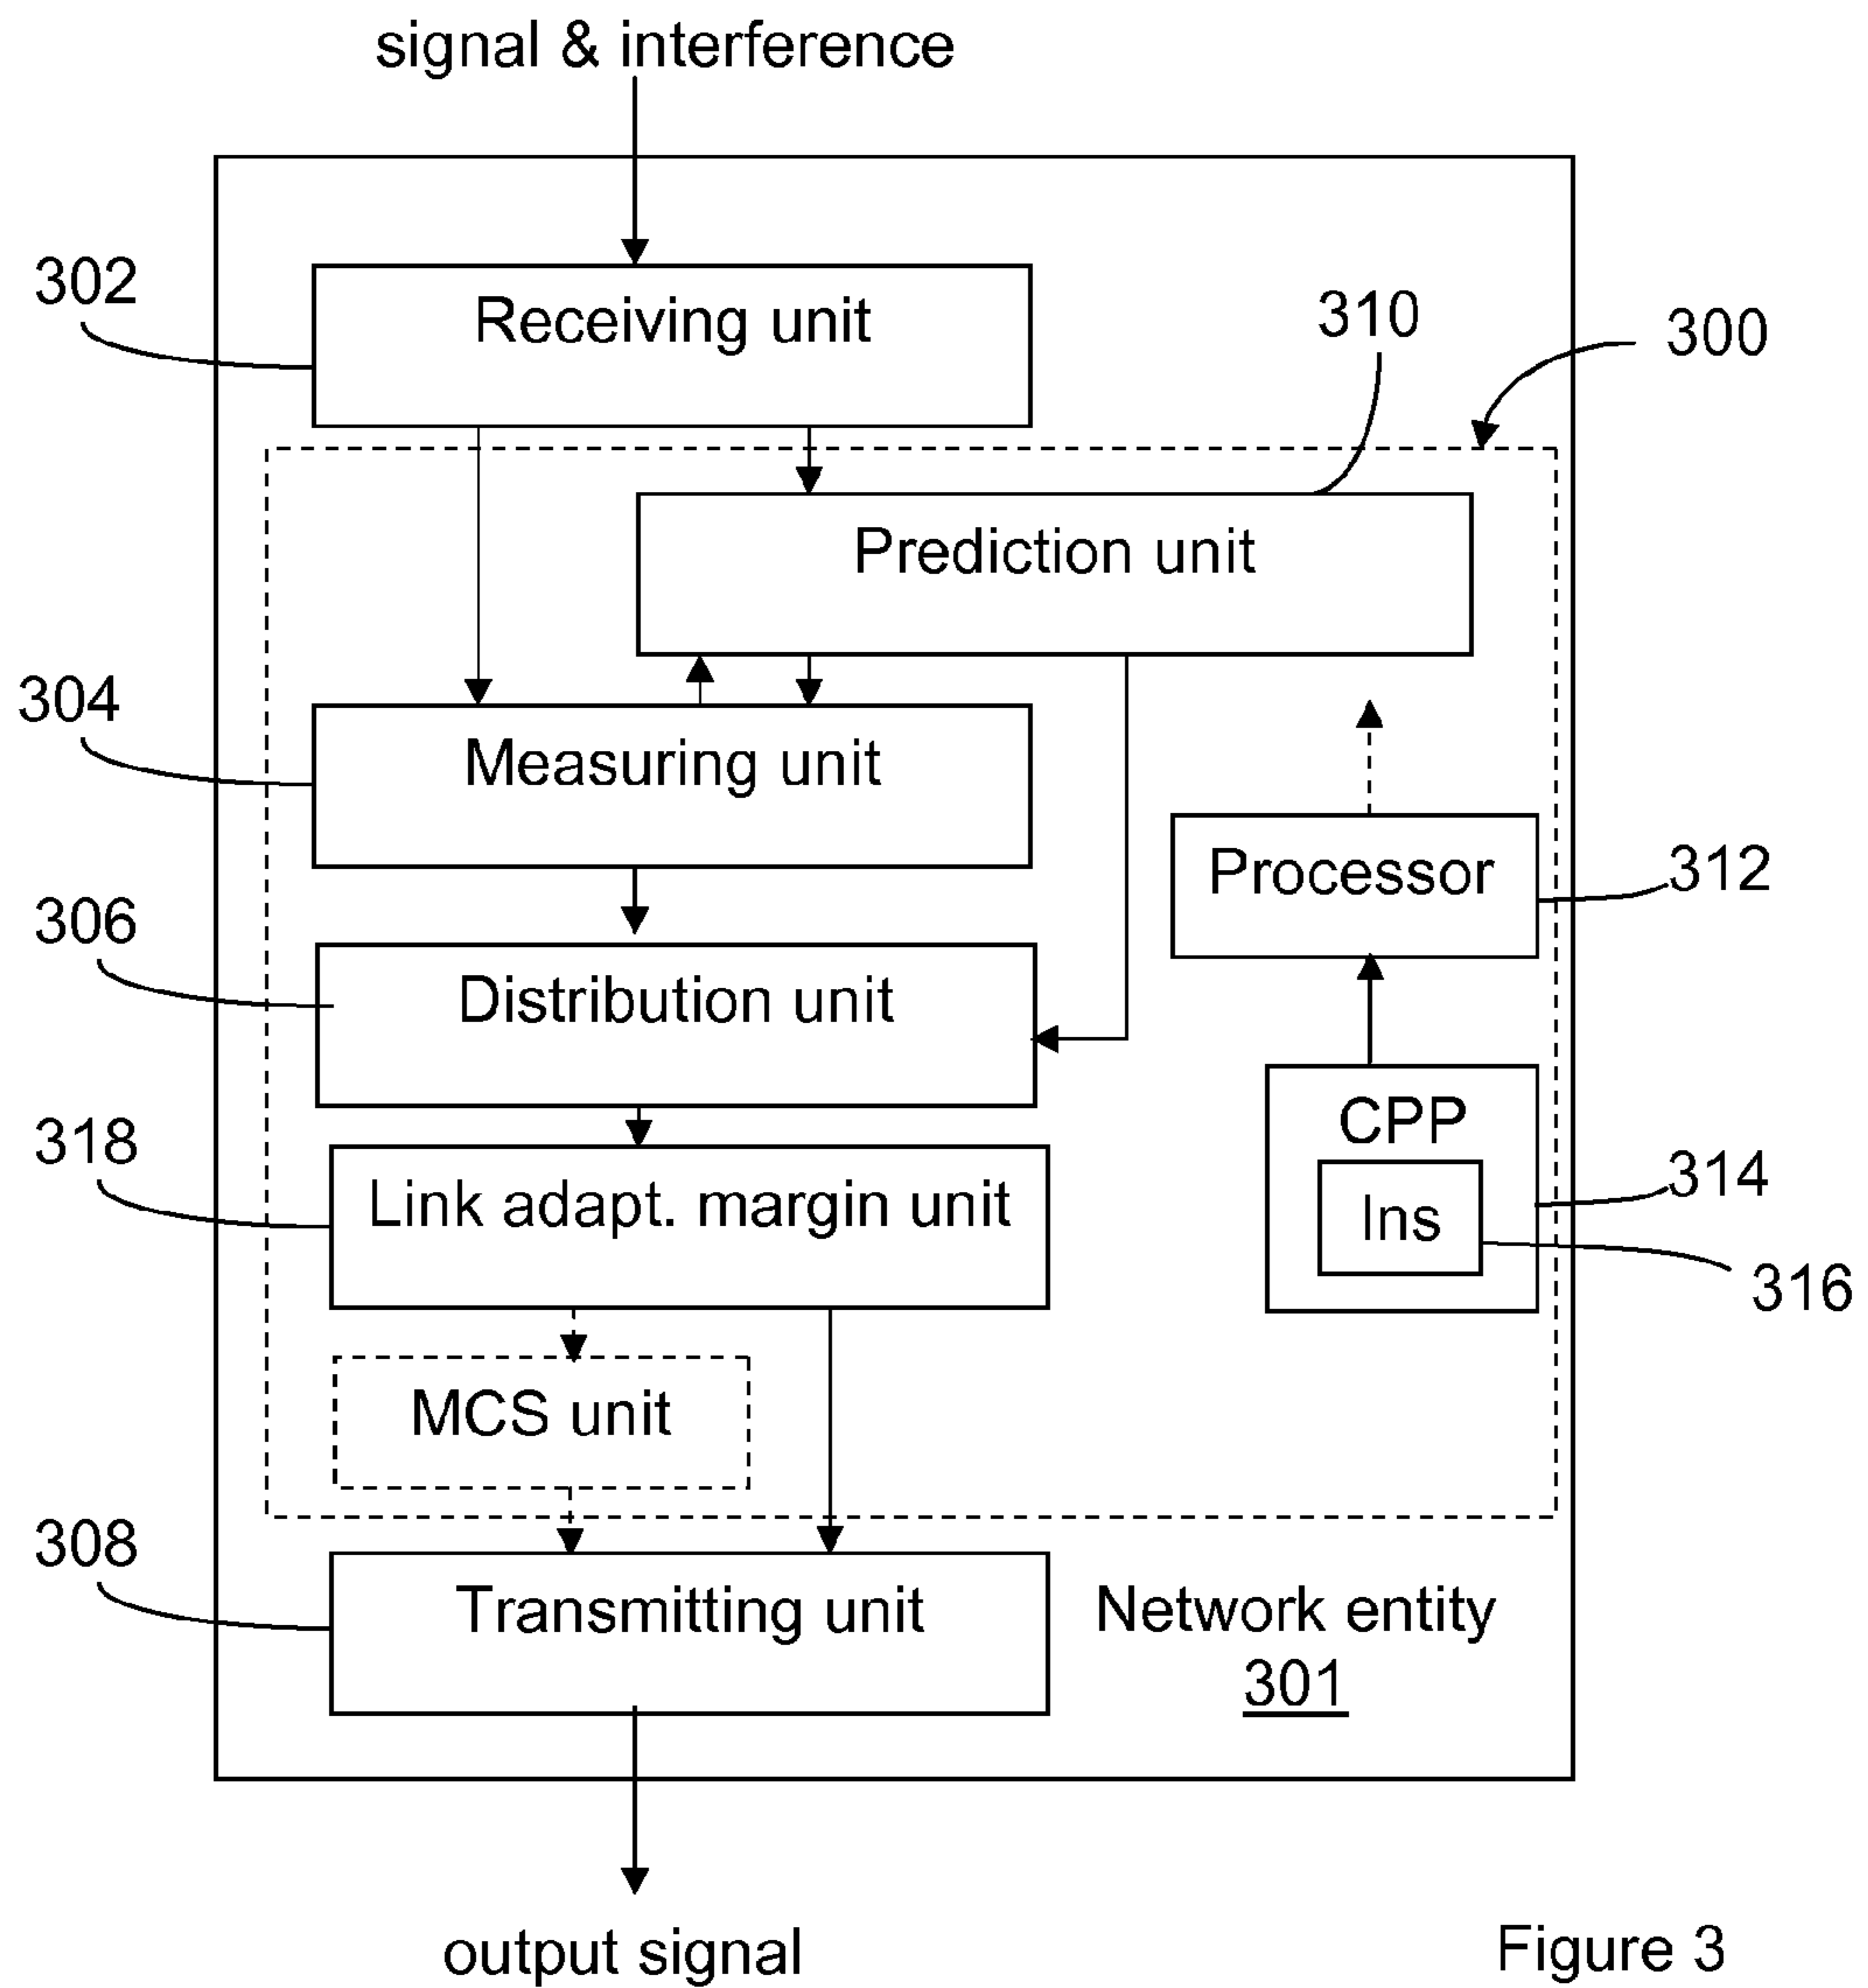 signal & interference
302
Receiving unit
310
300
Prediction unit
304
Measuring unit
Processor
312
306
Distribution unit
CPP
318
Link adapt. margin unit
314
Ins
316
MCS unit
308
Transmitting unit
Network entity
301
output signal
Figure 3